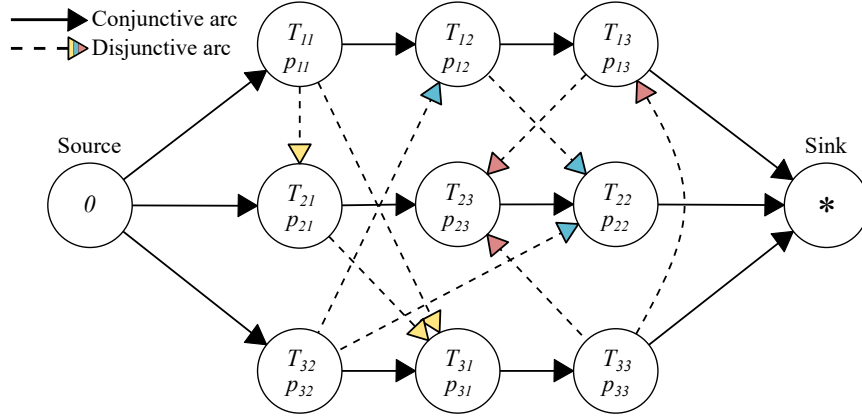 Conjunctive arc
Disjunctive arc
T11
p11
T12
p12
T13
p13
Source
Sink
0
T21
p21
T23
p23
T22
p22
*
T32
p32
T31
p31
T33
p33